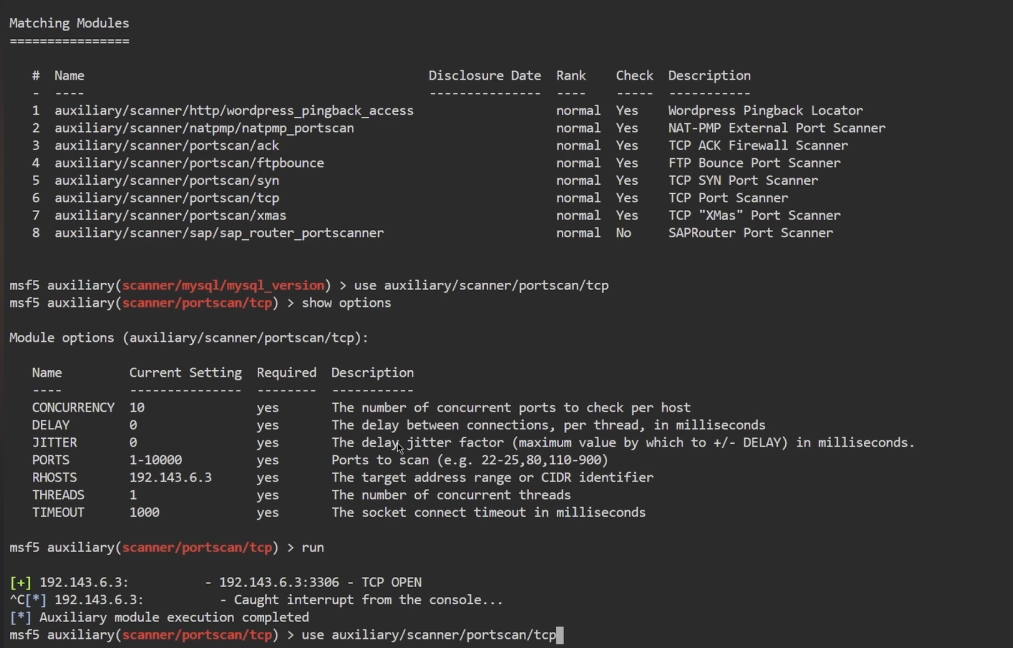 Matching Modules
================
# Name Disclosure Date Rank Check Description
- ---- --------------- ---- ----- -----------
1 auxiliary/scanner/http/wordpress_pingback_access normal Yes Wordpress Pingback Locator
2 auxiliary/scanner/natpmp/natpmp_portscan normal Yes NAT-PMP External Port Scanner
3 auxiliary/scanner/portscan/ack normal Yes TCP ACK Firewall Scanner
4 auxiliary/scanner/portscan/ftpbounce normal Yes FTP Bounce Port Scanner
5 auxiliary/scanner/portscan/syn normal Yes TCP SYN Port Scanner
6 auxiliary/scanner/portscan/tcp normal Yes TCP Port Scanner
7 auxiliary/scanner/portscan/xmas normal Yes TCP "XMas" Port Scanner
8 auxiliary/scanner/sap/sap_router_portscanner normal No SAPRouter Port Scanner
msf5 auxiliary(scanner/mysql/mysql_version) > use auxiliary/scanner/portscan/tcp
msf5 auxiliary(scanner/portscan/tcp) > show options
Module options (auxiliary/scanner/portscan/tcp):
Name Current Setting Required Description
---- --------------- -------- -----------
CONCURRENCY 10 yes The number of concurrent ports to check per host
DELAY 0 yes The delay between connections, per thread, in milliseconds
JITTER 0 yes The delay jitter factor (maximum value by which to +/- DELAY) in milliseconds.
PORTS 1-10000 yes Ports to scan (e.g. 22-25,80,110-900)
RHOSTS 192.143.6.3 yes The target address range or CIDR identifier
THREADS 1 yes The number of concurrent threads
TIMEOUT 1000 yes The socket connect timeout in milliseconds
msf5 auxiliary(scanner/portscan/tcp) > run
[+] 192.143.6.3: - 192.143.6.3:3306 - TCP OPEN
^C[*] 192.143.6.3: - Caught interrupt from the console...
[*] Auxiliary module execution completed
msf5 auxiliary(scanner/portscan/tcp) > use auxiliary/scanner/portscan/tcp